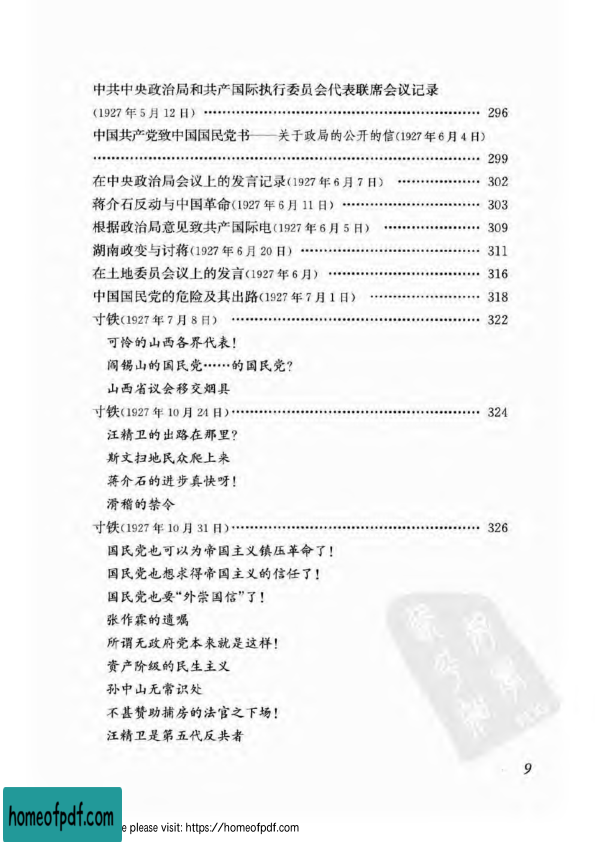 中共中央政治局和共产国际执行委员会代表联席会议记录
(1927年5月12日) ………………………………………… 296
中国共产党致中国国民党书——关于政局的公开的信(1927年6月4日)
………………………………………………………… 299
在中央政治局会议上的发言记录(1927年6月7日) …………… 302
蒋介石反动与中国革命(1927年6月11日) …………………… 303
根据政治局意见致共产国际电(1927年6月5日) …………… 309
湖南政变与讨蒋(1927年6月20日) ………………………… 311
在土地委员会议上的发言(1927年6月) …………………… 316
中国国民党的危险及其出路(1927年7月1日) ……………… 318
寸铁(1927年7月8日) …………………………………… 322
可怜的山西各界代表!
阎锡山的国民党……的国民党?
山西省议会移交烟具
寸铁(1927年10月24日)…………………………………… 324
汪精卫的出路在那里?
斯文扫地民众爬上来
蒋介石的进步真快呀!
滑稽的禁令
寸铁(1927年10月31日)…………………………………… 326
国民党也可以为帝国主义镇压革命了!
国民党也想求得帝国主义的信任了!
国民党也要“外崇国信”了!
张作霖的遗嘱
所谓无政府党本来就是这样!
资产阶级的民生主义
孙中山无常识处
不甚赞助捕房的法官之下场!
汪精卫是第五代反共者
9
homeofpdf.com
e please visit: https://homeofpdf.com